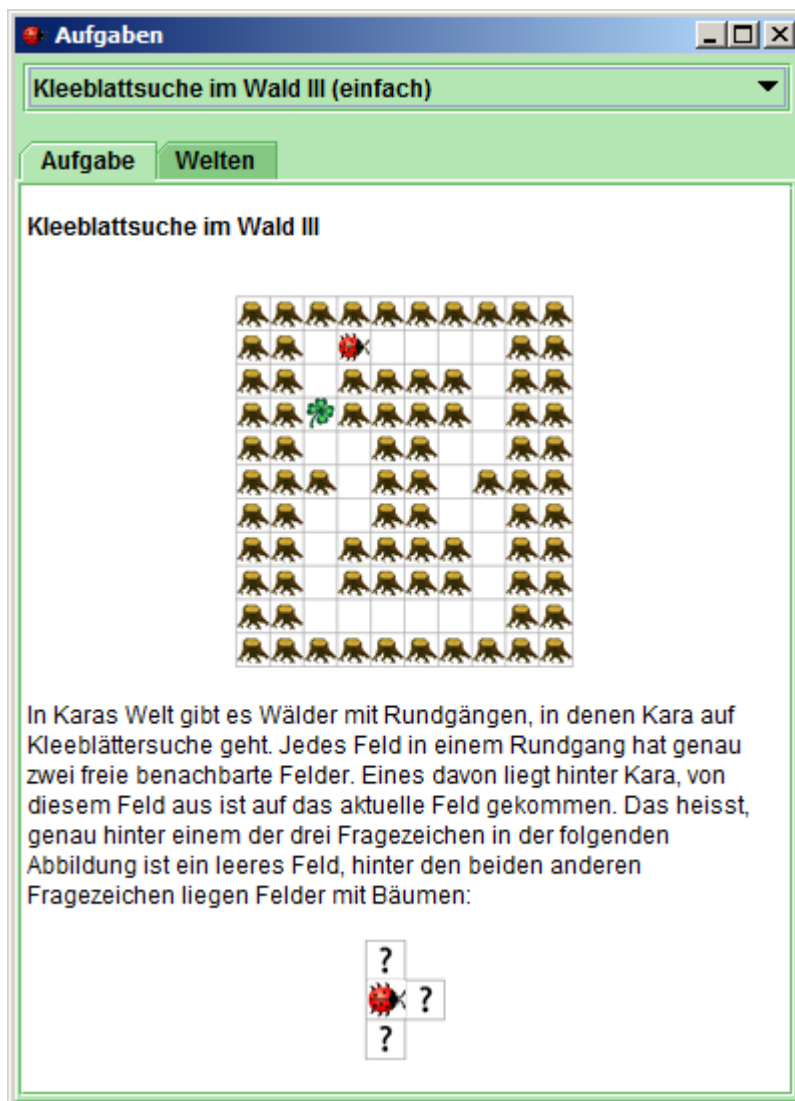 Aufgaben
Kleeblattsuche im Wald III (einfach)
Aufgabe Welten
Kleeblattsuche im Wald III
In Karas Welt gibt es Wälder mit Rundgängen, in denen Kara auf
Kleeblättersuche geht. Jedes Feld in einem Rundgang hat genau
zwei freie benachbarte Felder. Eines davon liegt hinter Kara, von
diesem Feld aus ist auf das aktuelle Feld gekommen. Das heisst,
genau hinter einem der drei Fragezeichen in der folgenden
Abbildung ist ein leeres Feld, hinter den beiden anderen
Fragezeichen liegen Felder mit Bäumen:
?
?
?